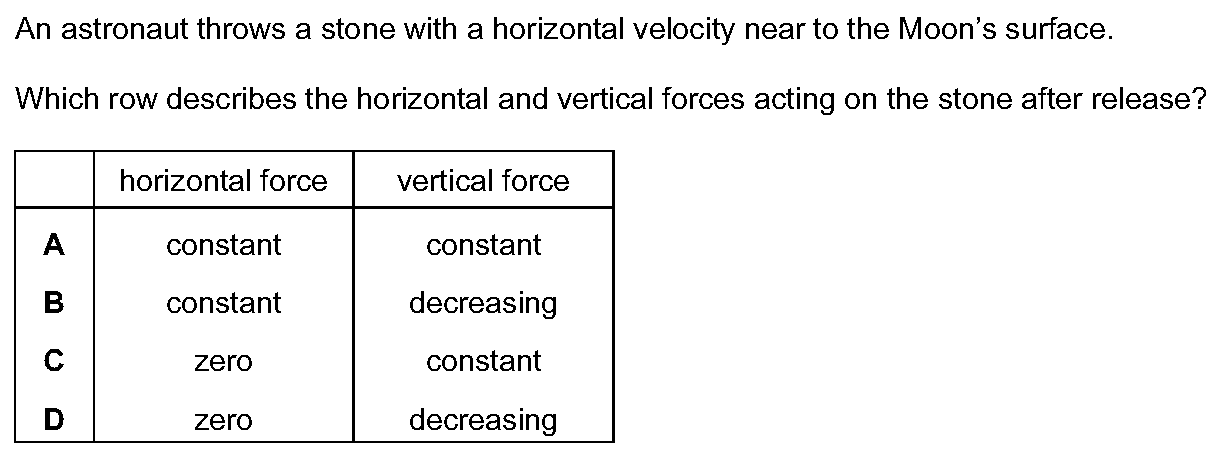 An astronaut throws a stone with a horizontal velocity near to the Moon’s surface.
Which row describes the horizontal and vertical forces acting on the stone after release?
horizontal force vertical force
A constant constant
B constant decreasing
C zero constant
D zero decreasing